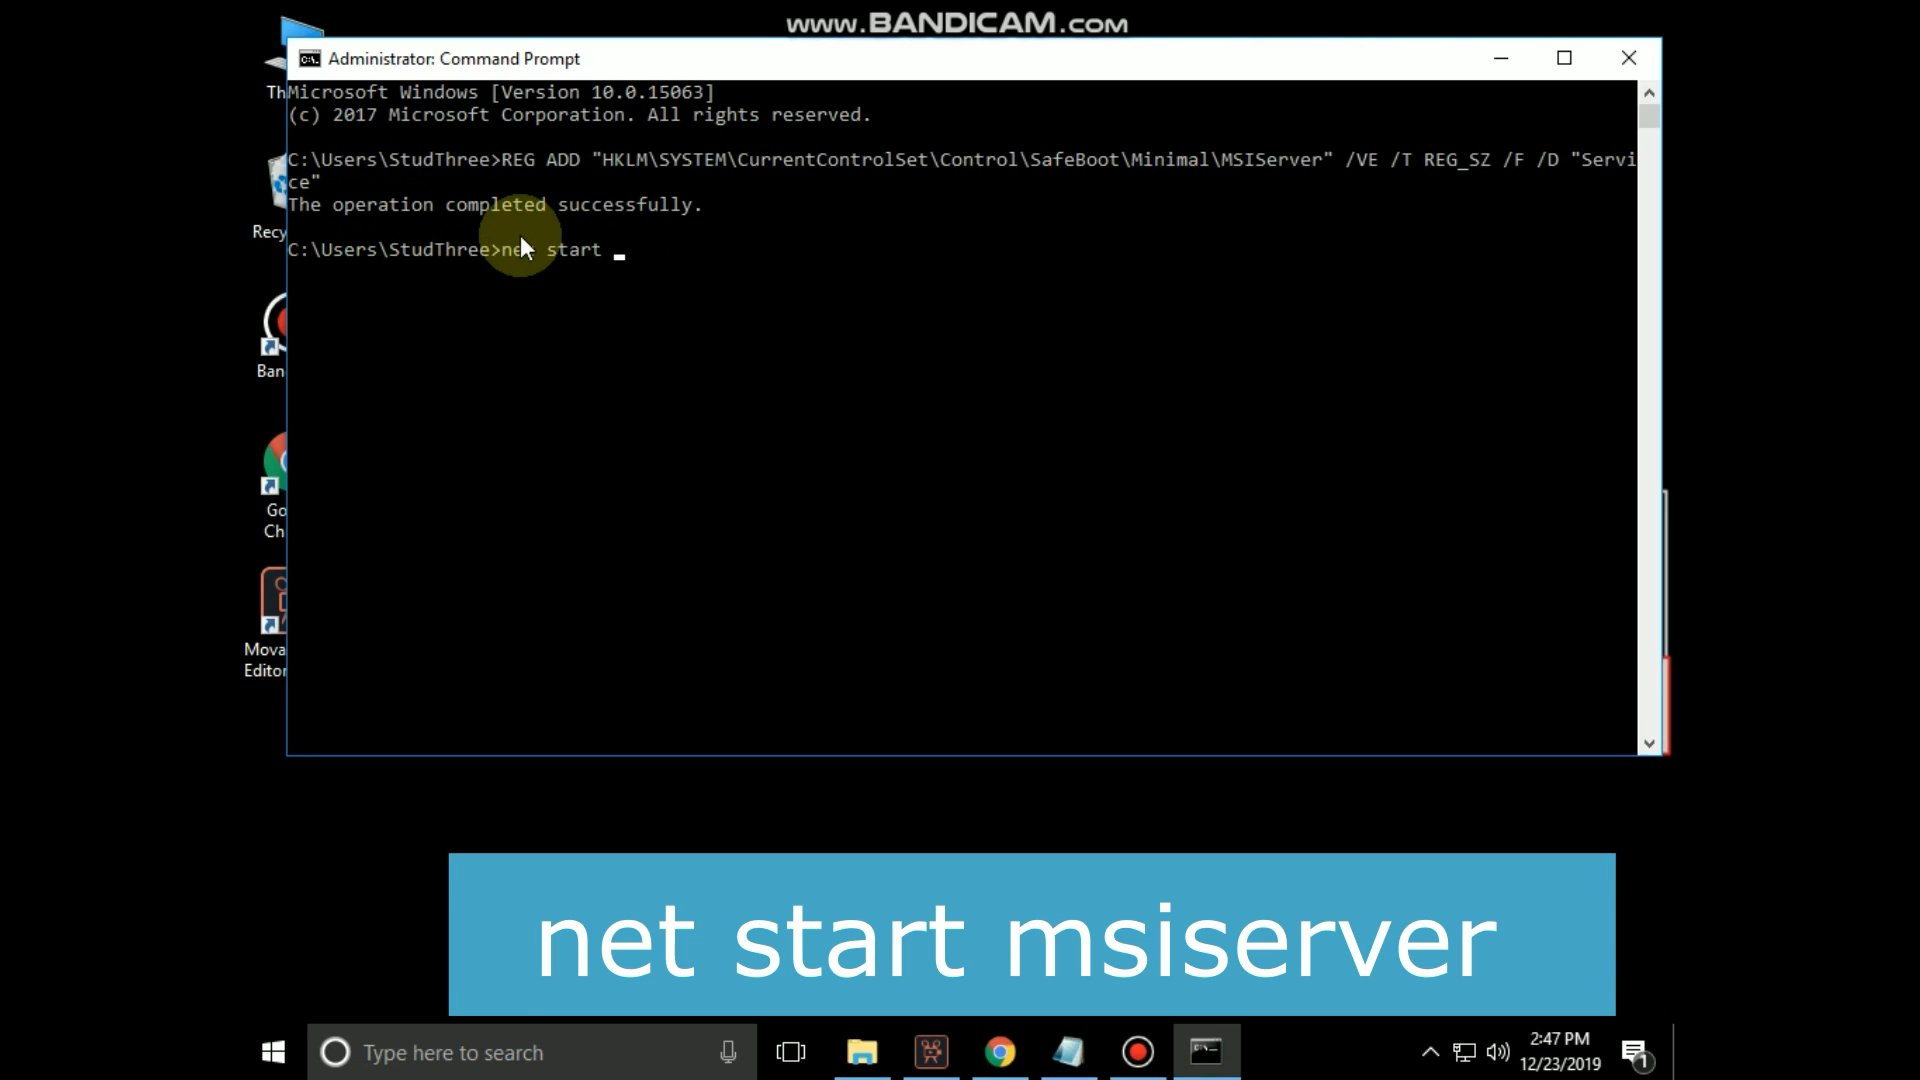 www.BANDICAM.com
Administrator: Command Prompt
Th
Microsoft Windows [Version 10.0.15063]
(c) 2017 Microsoft Corporation. All rights reserved.
C:\Users\StudThree>REG ADD "HKLM\SYSTEM\CurrentControlSet\Control\SafeBoot\Minimal\MSIServer" /VE /T REG_SZ /F /D "Servi
ce"
The operation completed successfully.
Recy
C:\Users\StudThree>net start
Ban
Go
Ch
Mova
Editor
net start msiserver
Type here to search
2:47 PM
12/23/2019
1